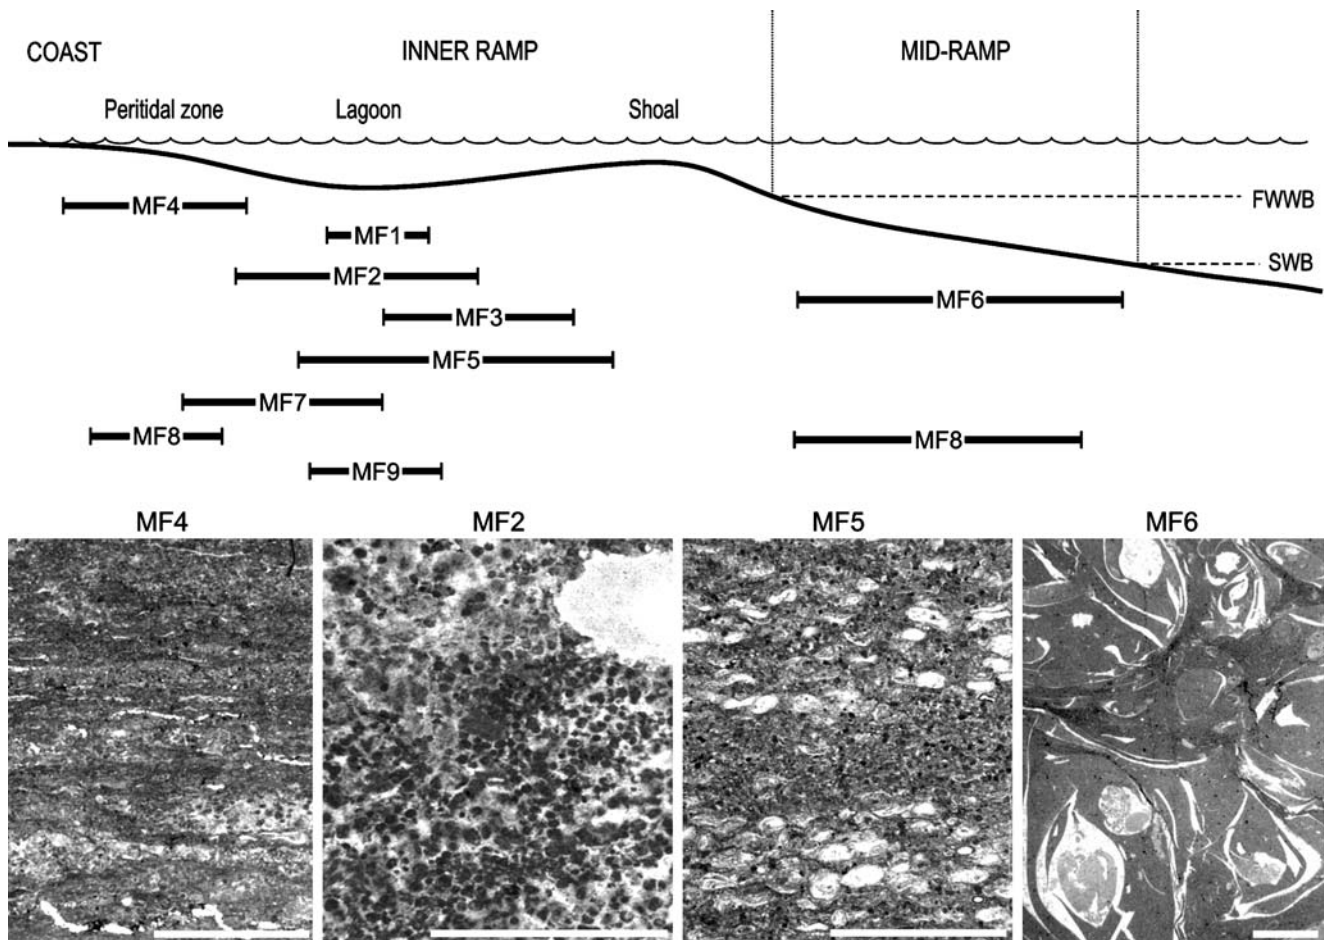 COAST INNER RAMP MID-RAMP
Peritidal zone Lagoon Shoal
FWWB
MF4
MF1
SWB
MF2
MF6
MF3
MF5
MF7
MF8 MF8
MF9
MF4 MF2 MF5 MF6